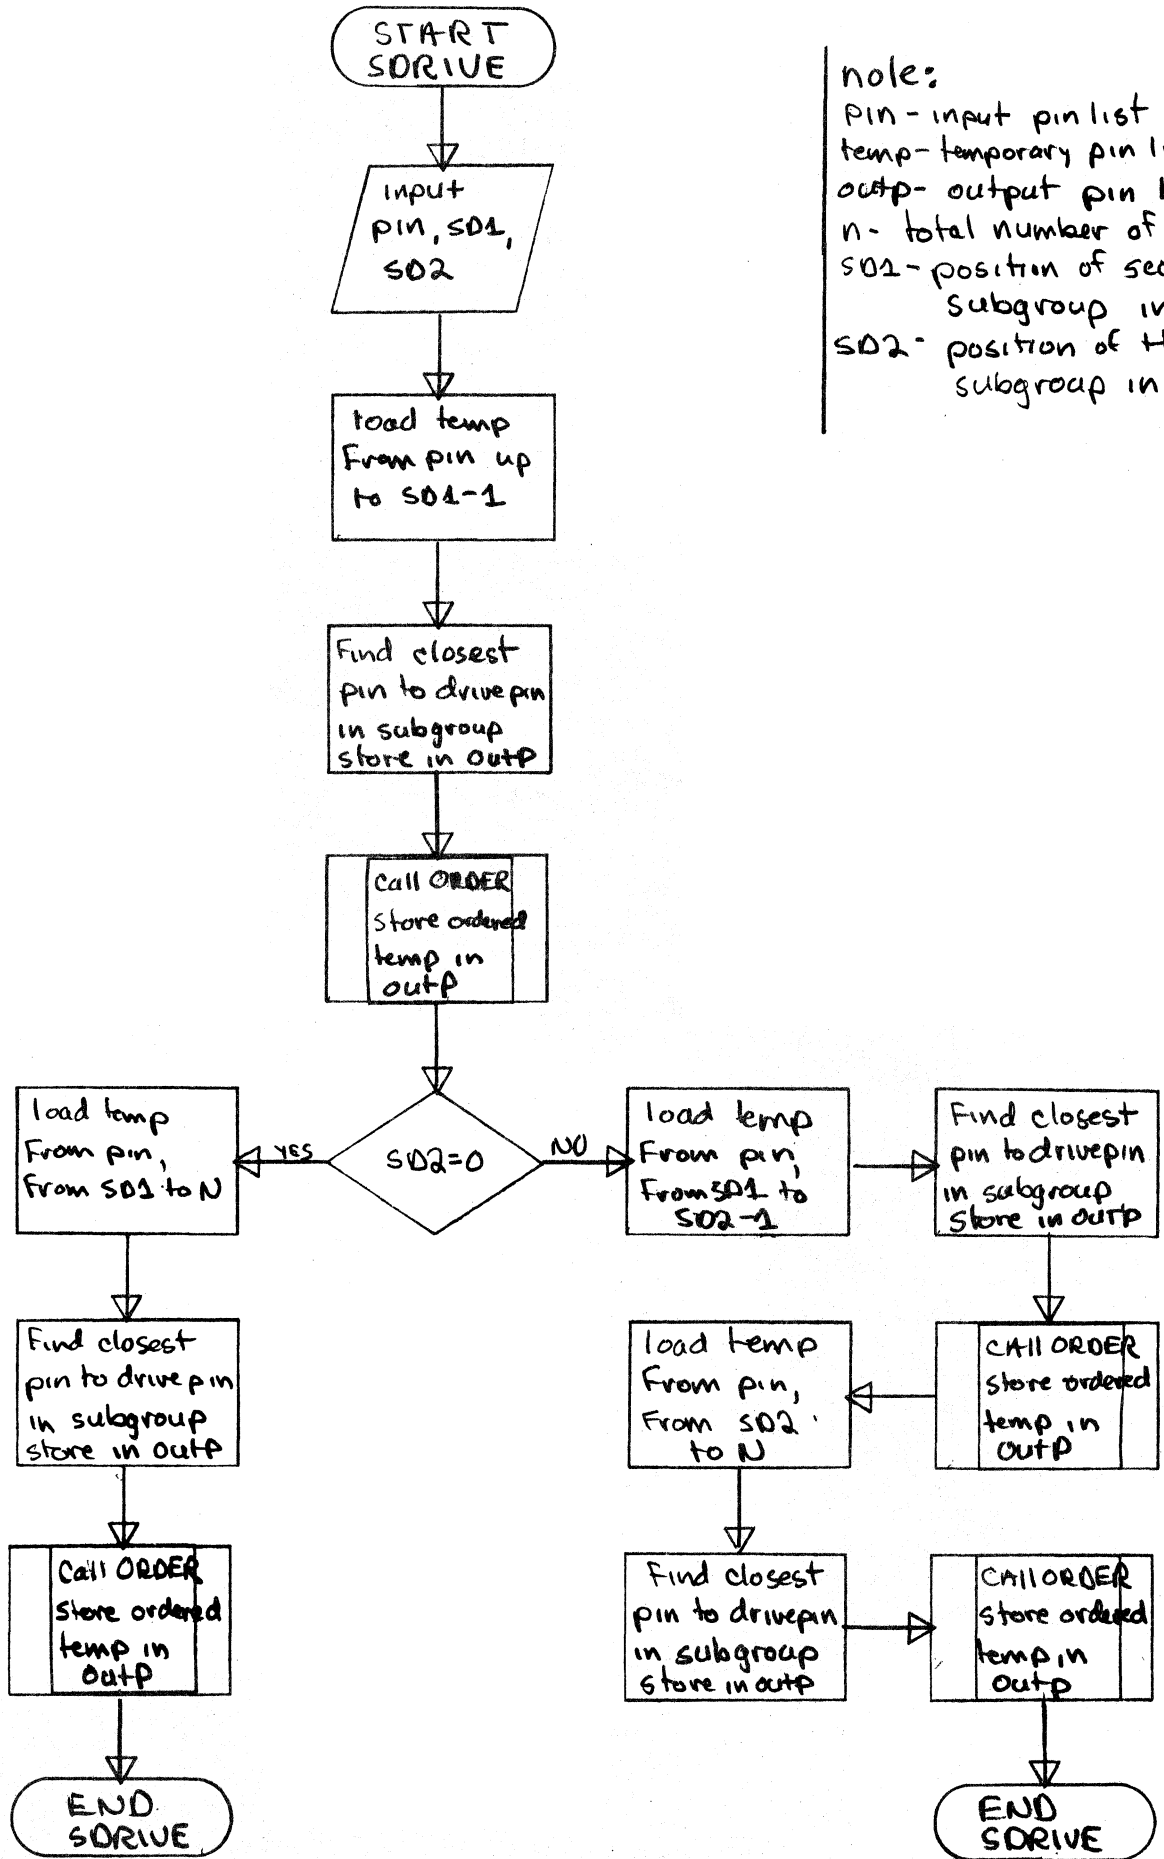 START
SDRIVE
note:
pin - input pin list
temp - temporary pin
outp - output pin
n - total number of
SD1 - position of
subgroup in
SD2 - position of
subgroup in
input
pin, SD1,
SD2
load temp
From pin up
to SD1-1
Find closest
pin to drivepin
in subgroup
store in outP
Call ORDER
store ordered
temp in
outP
SD2=0
YES
NO
load temp
From pin,
From SD1 to N
Find closest
pin to drivepin
in subgroup
store in outP
Call ORDER
store ordered
temp in
outP
END
SDRIVE
load temp
From pin,
From SD1 to
SD2-1
Find closest
pin to drivepin
in subgroup
store in outP
CAll ORDER
store ordered
temp in
outP
load temp
From pin,
From SD2
to N
Find closest
pin to drivepin
in subgroup
store in outp
CAll ORDER
store ordered
temp in
outp
END
SDRIVE